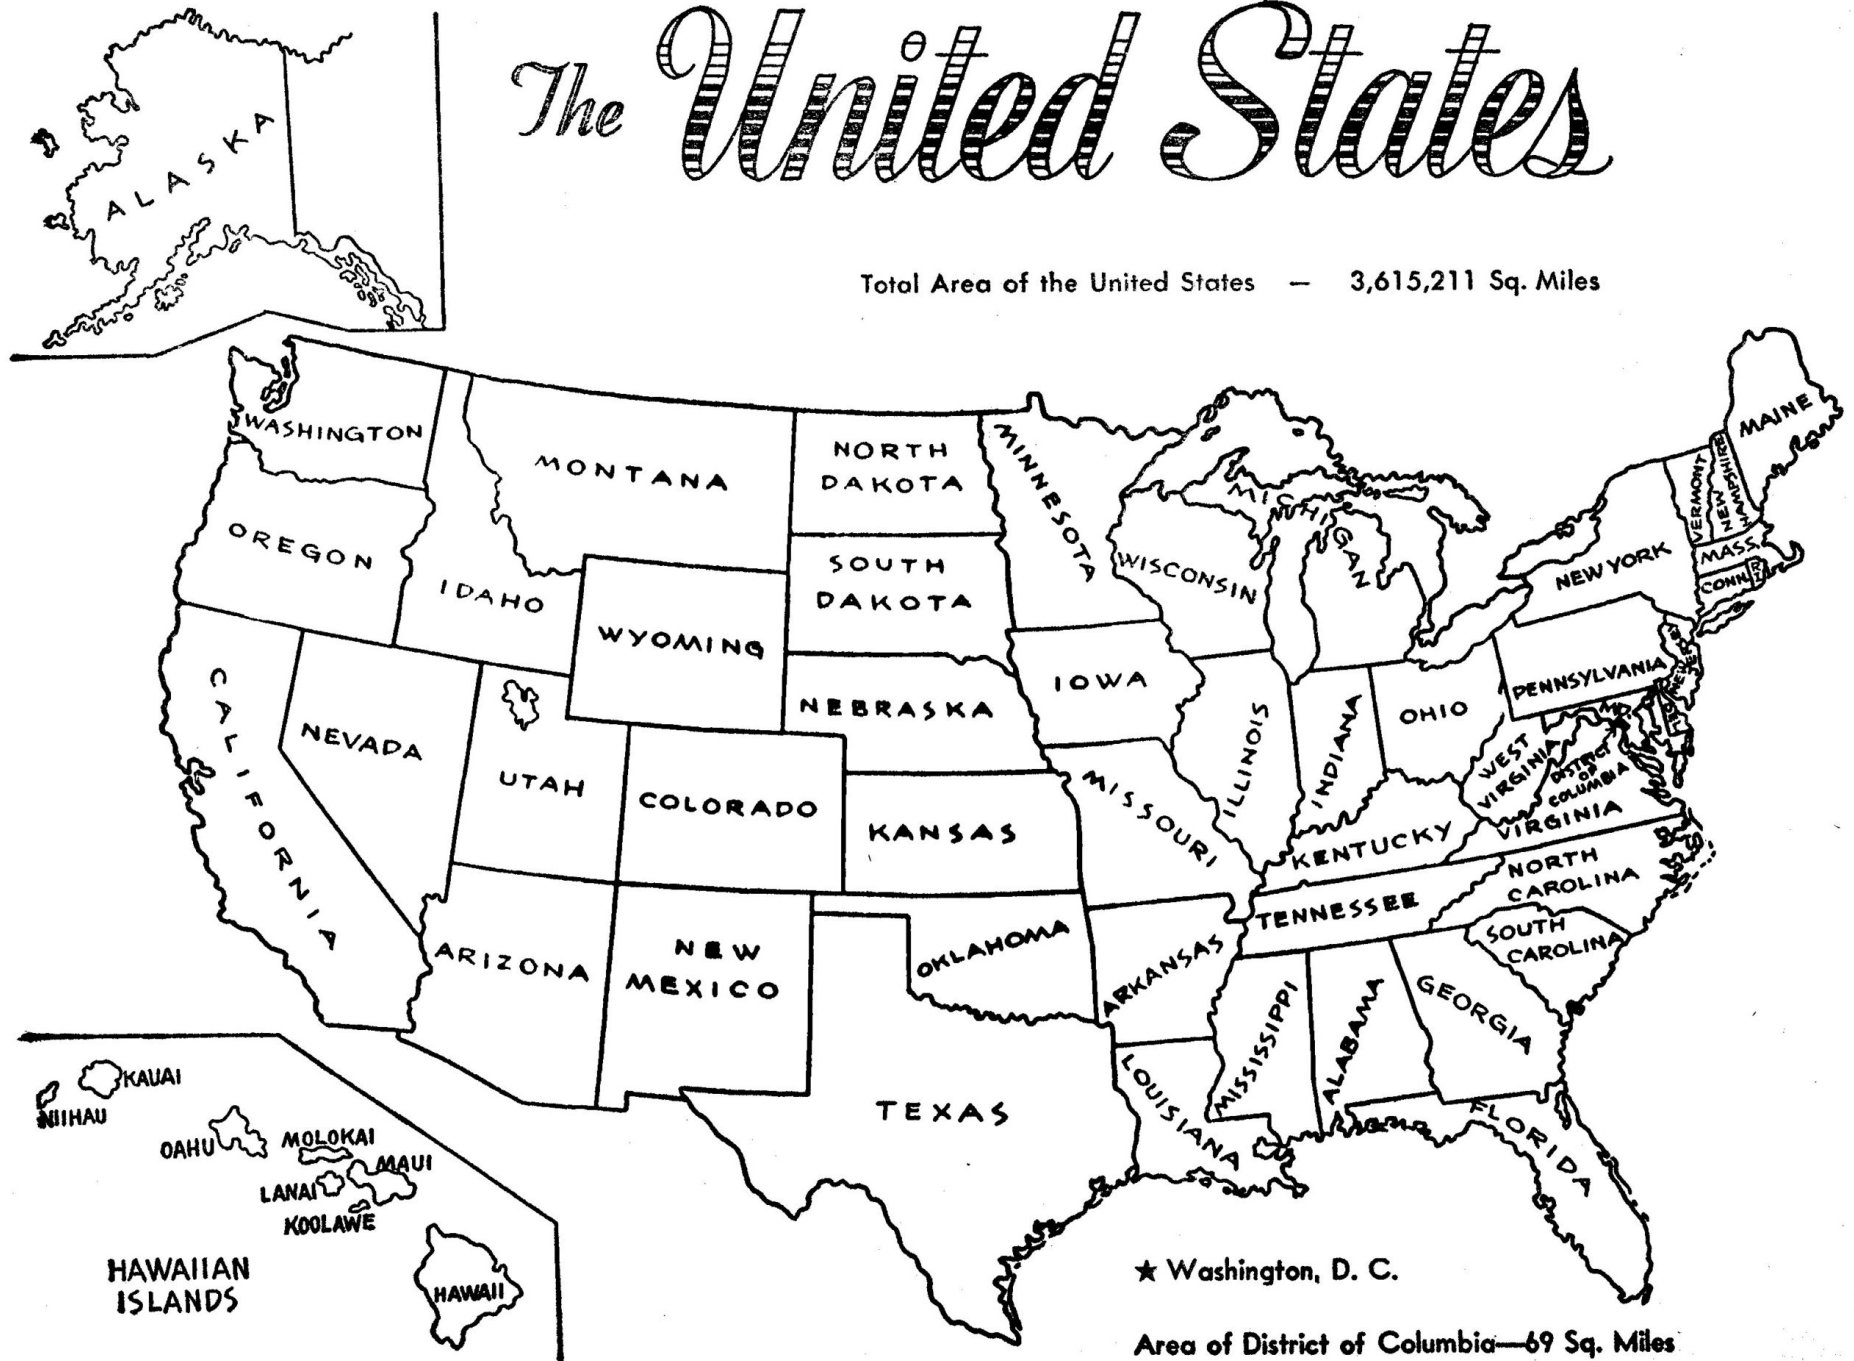 The United States
Total Area of the United States — 3,615,211 Sq. Miles
ALASKA
WASHINGTON
OREGON
CALIFORNIA
IDAHO
NEVADA
MONTANA
WYOMING
UTAH
ARIZONA
COLORADO
NEW
MEXICO
NORTH
DAKOTA
SOUTH
DAKOTA
NEBRASKA
KANSAS
OKLAHOMA
TEXAS
MINNESOTA
IOWA
MISSOURI
ARKANSAS
LOUISIANA
WISCONSIN
MICHIGAN
ILLINOIS
INDIANA
OHIO
KENTUCKY
TENNESSEE
MISSISSIPPI
ALABAMA
GEORGIA
FLORIDA
SOUTH
CAROLINA
NORTH
CAROLINA
VIRGINIA
WEST
VIRGINIA
DISTRICT
OF
COLUMBIA
MD.
DEL.
PENNSYLVANIA
NEW
JERSEY
NEW YORK
CONN.
R.I.
MASS.
VERMONT
NEW
HAMPSHIRE
MAINE
KAUAI
NIIHAU
OAHU
MOLOKAI
MAUI
LANAI
KOOLAWE
HAWAII
HAWAIIAN
ISLANDS
★ Washington, D. C.
Area of District of Columbia—69 Sq. Miles